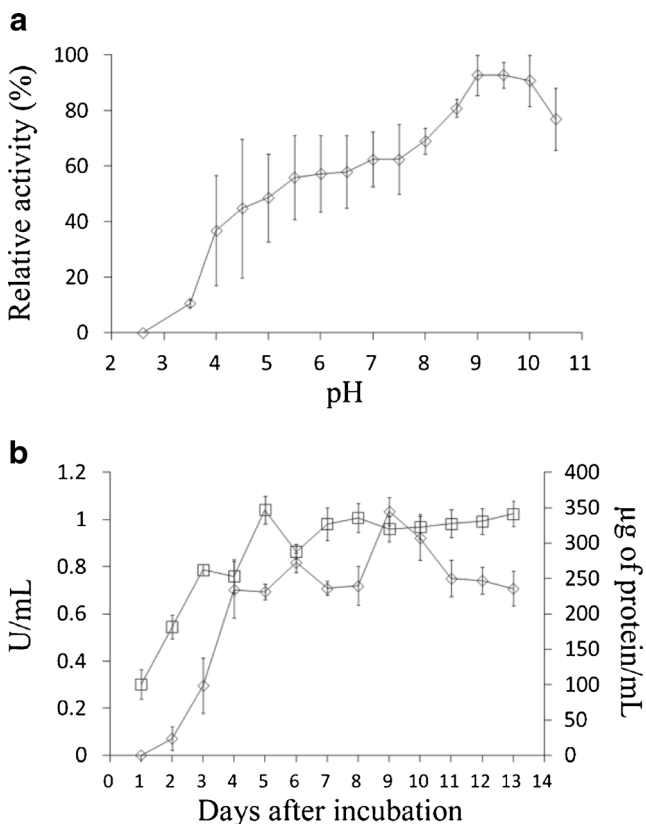 a
Relative activity (%)
100
80
60
40
20
0
2 3 4 5 6 7 8 9 10 11
pH
b
U/mL
1.2
1
0.8
0.6
0.4
0.2
0
400
350
300
250
200
150
100
50
0
µg of protein/mL
0 1 2 3 4 5 6 7 8 9 10 11 12 13 14
Days after incubation